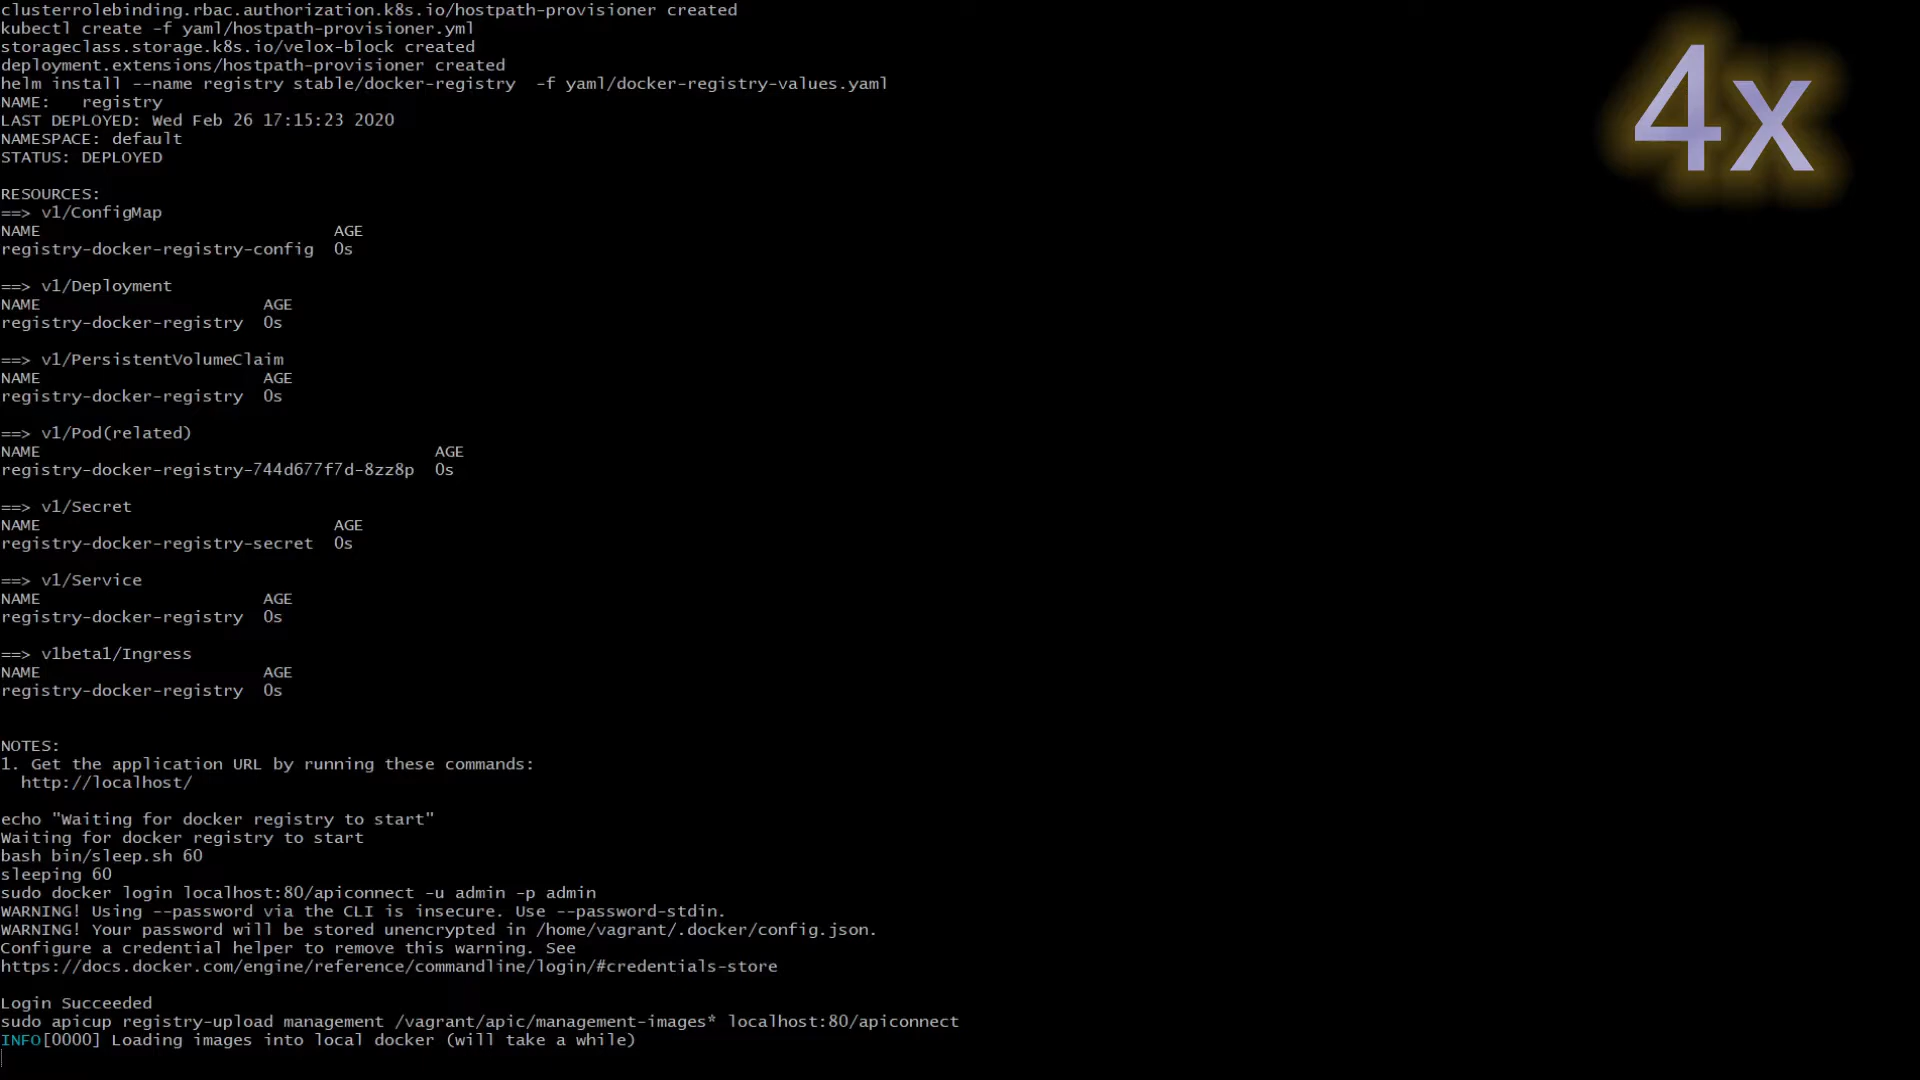 clusterrolebinding.rbac.authorization.k8s.io/hostpath-provisioner created
kubectl create -f yaml/hostpath-provisioner.yml
storageclass.storage.k8s.io/velox-block created
deployment.extensions/hostpath-provisioner created
helm install --name registry stable/docker-registry  -f yaml/docker-registry-values.yaml
NAME:   registry
LAST DEPLOYED: Wed Feb 26 17:15:23 2020
NAMESPACE: default
STATUS: DEPLOYED
4x
RESOURCES:
==> v1/ConfigMap
NAME                             AGE
registry-docker-registry-config  0s
==> v1/Deployment
NAME                      AGE
registry-docker-registry  0s
==> v1/PersistentVolumeClaim
NAME                      AGE
registry-docker-registry  0s
==> v1/Pod(related)
NAME                                       AGE
registry-docker-registry-744d677f7d-8zz8p  0s
==> v1/Secret
NAME                             AGE
registry-docker-registry-secret  0s
==> v1/Service
NAME                      AGE
registry-docker-registry  0s
==> v1beta1/Ingress
NAME                      AGE
registry-docker-registry  0s
NOTES:
1. Get the application URL by running these commands:
  http://localhost/
echo "Waiting for docker registry to start"
Waiting for docker registry to start
bash bin/sleep.sh 60
sleeping 60
sudo docker login localhost:80/apiconnect -u admin -p admin
WARNING! Using --password via the CLI is insecure. Use --password-stdin.
WARNING! Your password will be stored unencrypted in /home/vagrant/.docker/config.json.
Configure a credential helper to remove this warning. See
https://docs.docker.com/engine/reference/commandline/login/#credentials-store
Login Succeeded
sudo apicup registry-upload management /vagrant/apic/management-images* localhost:80/apiconnect
INFO[0000] Loading images into local docker (will take a while)